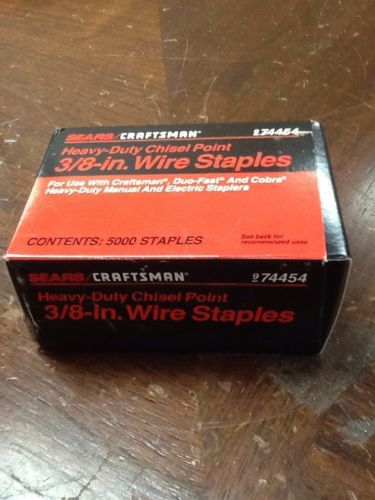 SEARS/CRAFTSMAN® 9 74454
Heavy-Duty Chisel Point
3/8-in. Wire Staples
For Use With Craftsman®, Duo-Fast® And Cobra®
Heavy-Duty Manual And Electric Staplers
CONTENTS: 5000 STAPLES
See back for
recommended uses
SEARS/CRAFTSMAN® 9 74454
Heavy-Duty Chisel Point
3/8-in. Wire Staples